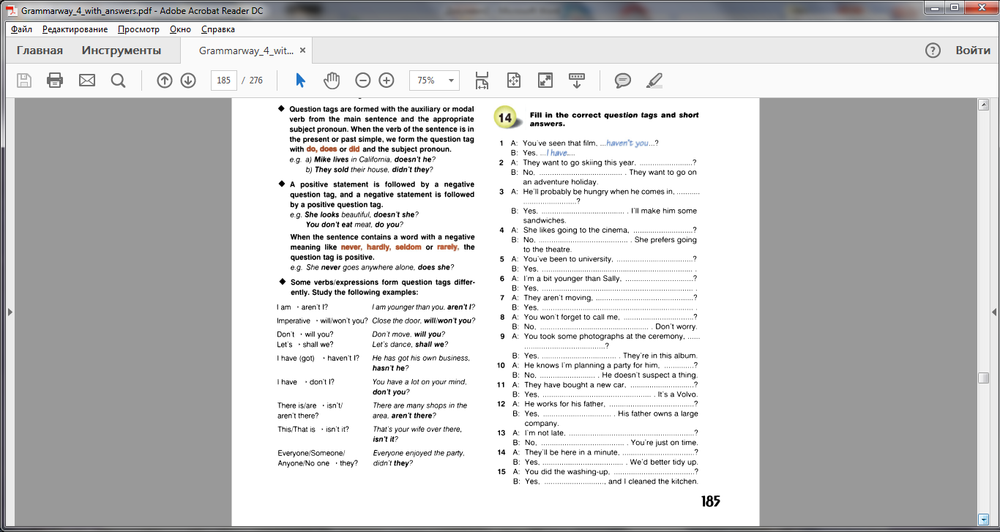 Grammarway_4_with_answers.pdf - Adobe Acrobat Reader DC
Файл Редактирование Просмотр Окно Справка
Главная Инструменты Grammarway_4_wit... × ? Войти
185 / 276 75%
◆ Question tags are formed with the auxiliary or modal
verb from the main sentence and the appropriate
subject pronoun. When the verb of the sentence is in
the present or past simple, we form the question tag
with do, does or did and the subject pronoun.
e.g. a) Mike lives in California, doesn't he?
b) They sold their house, didn't they?
◆ A positive statement is followed by a negative
question tag, and a negative statement is followed
by a positive question tag.
e.g. She looks beautiful, doesn't she?
You don't eat meat, do you?
When the sentence contains a word with a negative
meaning like never, hardly, seldom or rarely, the
question tag is positive.
e.g. She never goes anywhere alone, does she?
◆ Some verbs/expressions form question tags differ-
ently. Study the following examples:
I am · aren't I? I am younger than you, aren't I?
Imperative · will/won't you? Close the door, will/won't you?
Don't · will you? Don't move, will you?
Let's · shall we? Let's dance, shall we?
I have (got) · haven't I? He has got his own business,
hasn't he?
I have · don't I? You have a lot on your mind,
don't you?
There is/are · isn't/ There are many shops in the
aren't there? area, aren't there?
This/That is · isn't it? That's your wife over there,
isn't it?
Everyone/Someone/ Everyone enjoyed the party,
Anyone/No one · they? didn't they?
14 Fill in the correct question tags and short
answers.
1 A: You've seen that film, ...haven't you...?
B: Yes, ...I have....
2 A: They want to go skiing this year, .........................?
B: No, ...................................... . They want to go on
an adventure holiday.
3 A: He'll probably be hungry when he comes in, ...........
.........................?
B: Yes, ...................................... . I'll make him some
sandwiches.
4 A: She likes going to the cinema, ............................?
B: No, ......................................... . She prefers going
to the theatre.
5 A: You've been to university, ...................................?
B: Yes, ..................................................................... .
6 A: I'm a bit younger than Sally, ...............................?
B: Yes, ..................................................................... .
7 A: They aren't moving, .............................................?
B: Yes, ..................................................................... .
8 A: You won't forget to call me, ................................?
B: No, .................................................. . Don't worry.
9 A: You took some photographs at the ceremony, ......
.....................................?
B: Yes, .................................. . They're in this album.
10 A: He knows I'm planning a party for him, ..............?
B: No, ......................... . He doesn't suspect a thing.
11 A: They have bought a new car, .............................?
B: Yes, .................................................. . It's a Volvo.
12 A: He works for his father, .......................................?
B: Yes, ............................... . His father owns a large
company.
13 A: I'm not late, .........................................................?
B: No, ...................................... . You're just on time.
14 A: They'll be here in a minute, .................................?
B: Yes, ..................................... . We'd better tidy up.
15 A: You did the washing-up, .....................................?
B: Yes, ..........................., and I cleaned the kitchen.
185